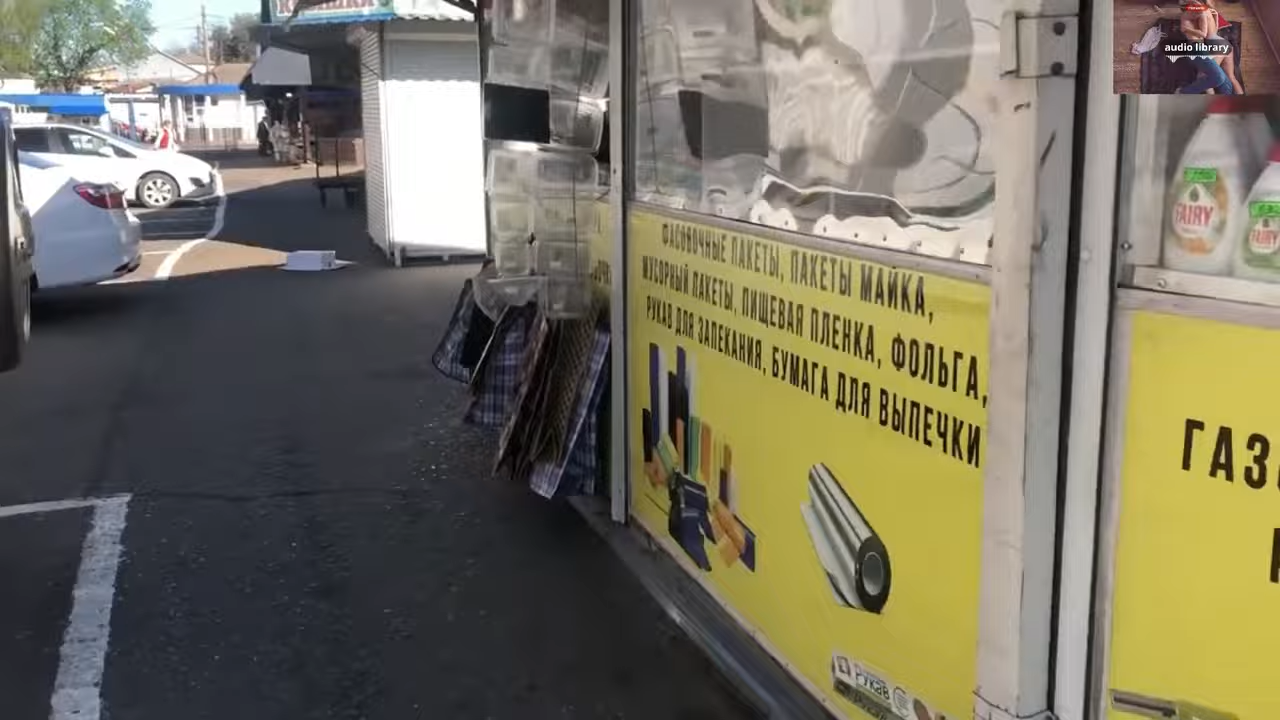 audio library
FAIRY
FAIRY
ФАСОВОЧНЫЕ ПАКЕТЫ, ПАКЕТЫ МАЙКА,
МУСОРНЫЙ ПАКЕТЫ, ПИЩЕВАЯ ПЛЕНКА, ФОЛЬГА,
РУКАВ ДЛЯ ЗАПЕКАНИЯ, БУМАГА ДЛЯ ВЫПЕЧКИ
ГАЗ
Рукав